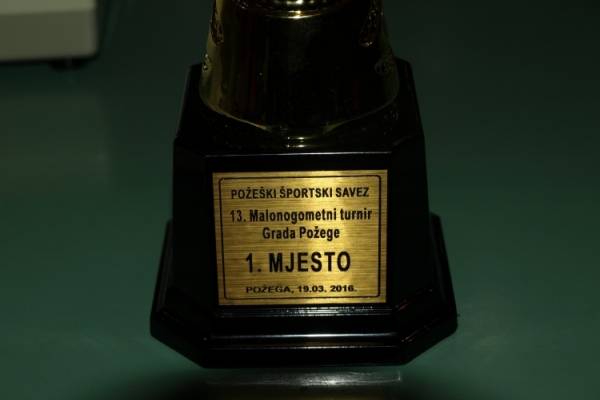 POŽEŠKI ŠPORTSKI SAVEZ
13. Malonogometni turnir
Grada Požege
1. MJESTO
POŽEGA, 19.03. 2016.